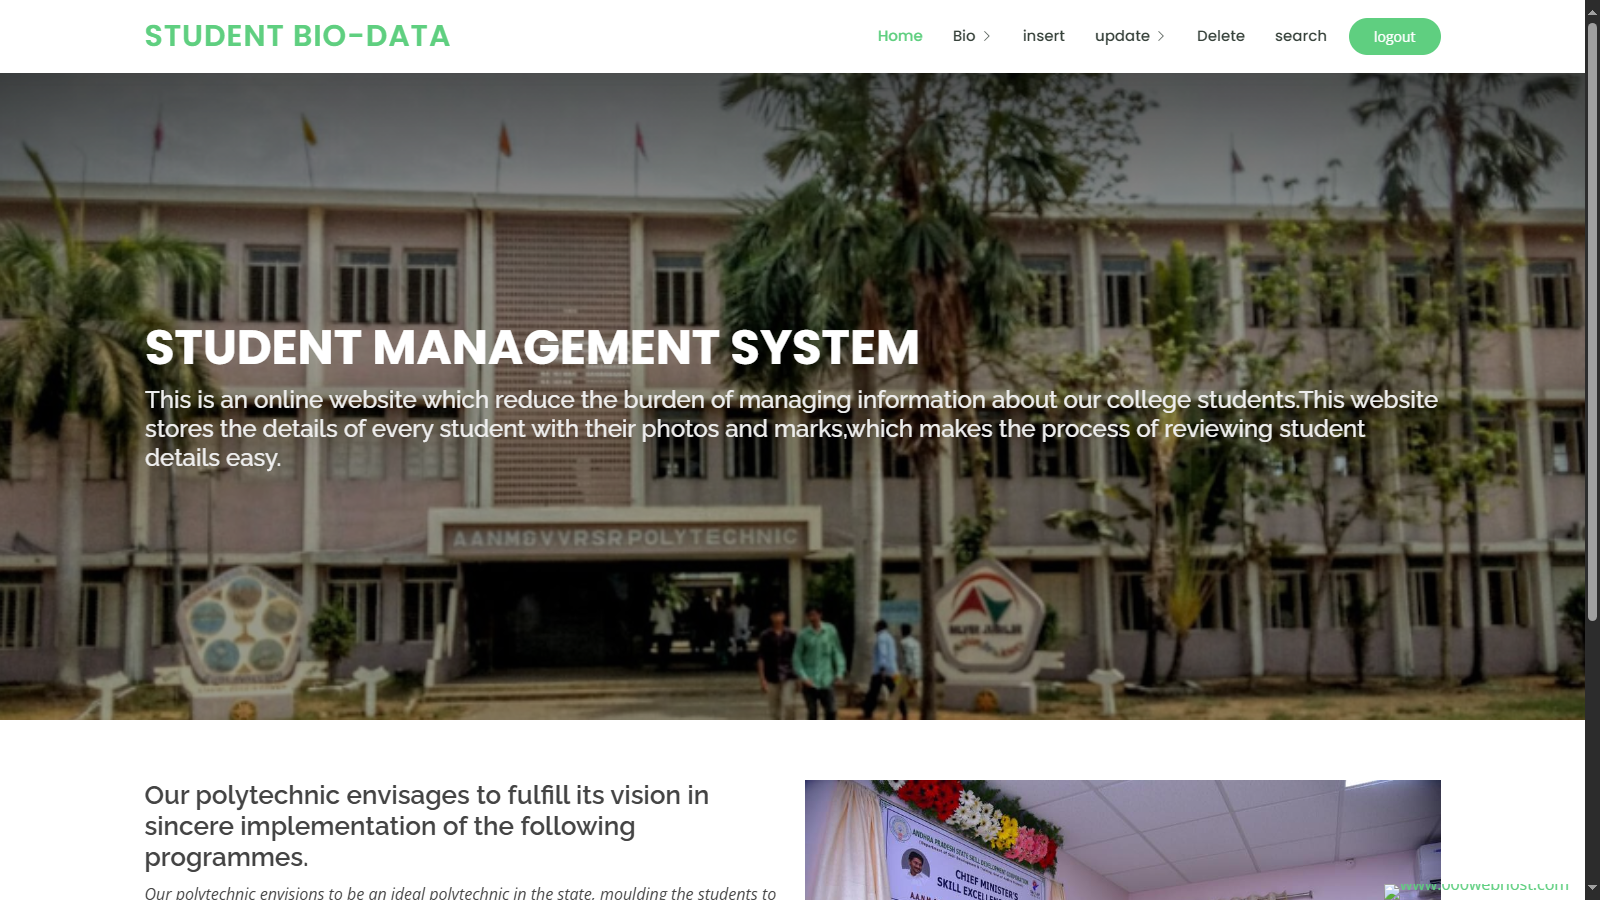 STUDENT BIO-DATA
Home Bio insert update Delete search logout
STUDENT MANAGEMENT SYSTEM
This is an online website which reduce the burden of managing information about our college students.This website
stores the details of every student with their photos and marks,which makes the process of reviewing student
details easy.
A A N M & V V R S R POLYTECHNIC
Our polytechnic envisages to fulfill its vision in
sincere implementation of the following
programmes.
Our polytechnic envisions to be an ideal polytechnic in the state, moulding the students to
ANDHRA PRADESH STATE SKILL DEVELOPMENT CORPORATION
CHIEF MINISTER'S
SKILL EXCELLEN
www.000webhost.com